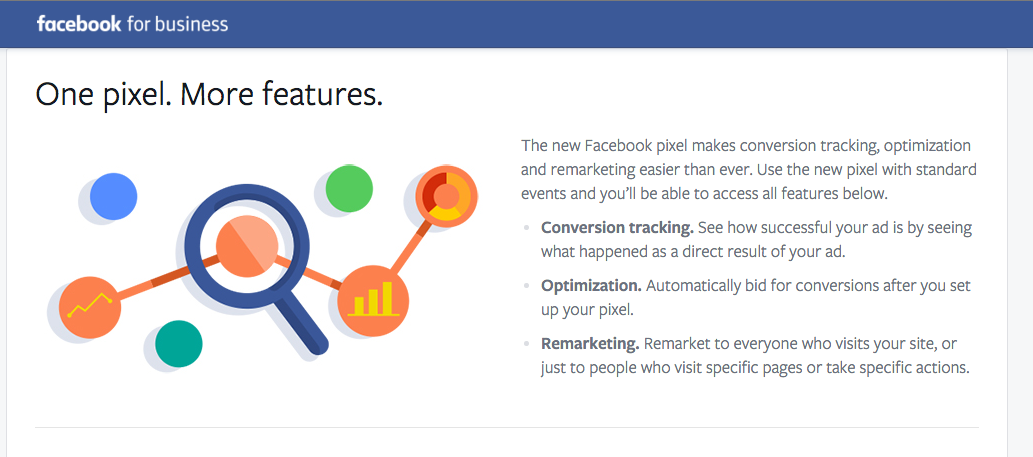 facebook for business
One pixel. More features.
The new Facebook pixel makes conversion tracking, optimization
and remarketing easier than ever. Use the new pixel with standard
events and you'll be able to access all features below.
Conversion tracking. See how successful your ad is by seeing
what happened as a direct result of your ad.
Optimization. Automatically bid for conversions after you set
up your pixel.
Remarketing. Remarket to everyone who visits your site, or
just to people who visit specific pages or take specific actions.